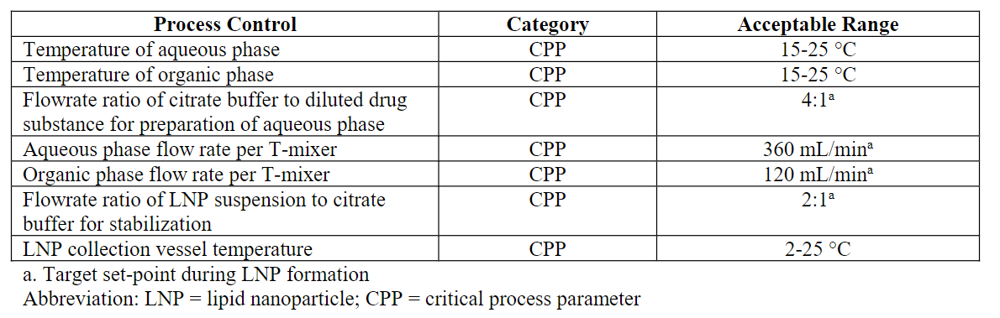 Process Control Category Acceptable Range
Temperature of aqueous phase CPP 15-25 °C
Temperature of organic phase CPP 15-25 °C
Flowrate ratio of citrate buffer to diluted drug CPP 4:1ᵃ
substance for preparation of aqueous phase
Aqueous phase flow rate per T-mixer CPP 360 mL/minᵃ
Organic phase flow rate per T-mixer CPP 120 mL/minᵃ
Flowrate ratio of LNP suspension to citrate CPP 2:1ᵃ
buffer for stabilization
LNP collection vessel temperature CPP 2-25 °C
a. Target set-point during LNP formation
Abbreviation: LNP = lipid nanoparticle; CPP = critical process parameter